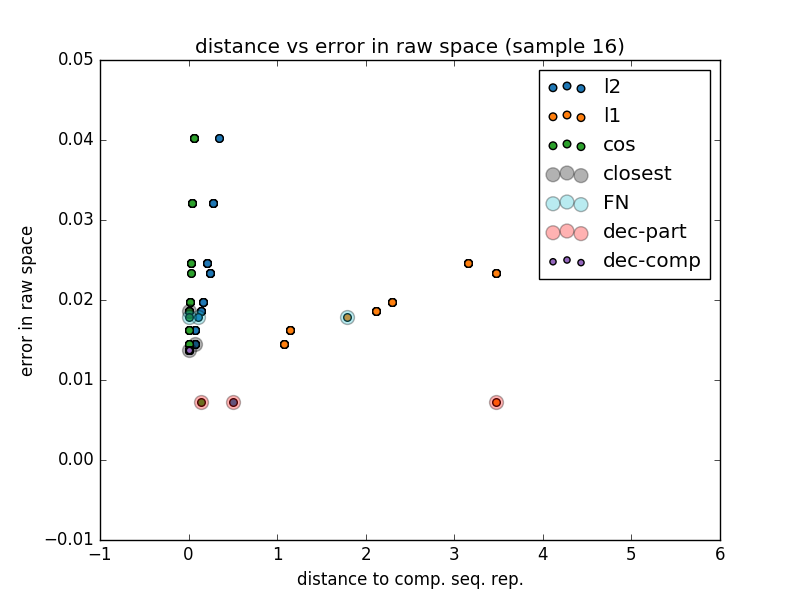 distance vs error in raw space (sample 16)
0.05
0.04
0.03
0.02
0.01
0.00
−0.01
error in raw space
l2
l1
cos
closest
FN
dec-part
dec-comp
−1 0 1 2 3 4 5 6
distance to comp. seq. rep.